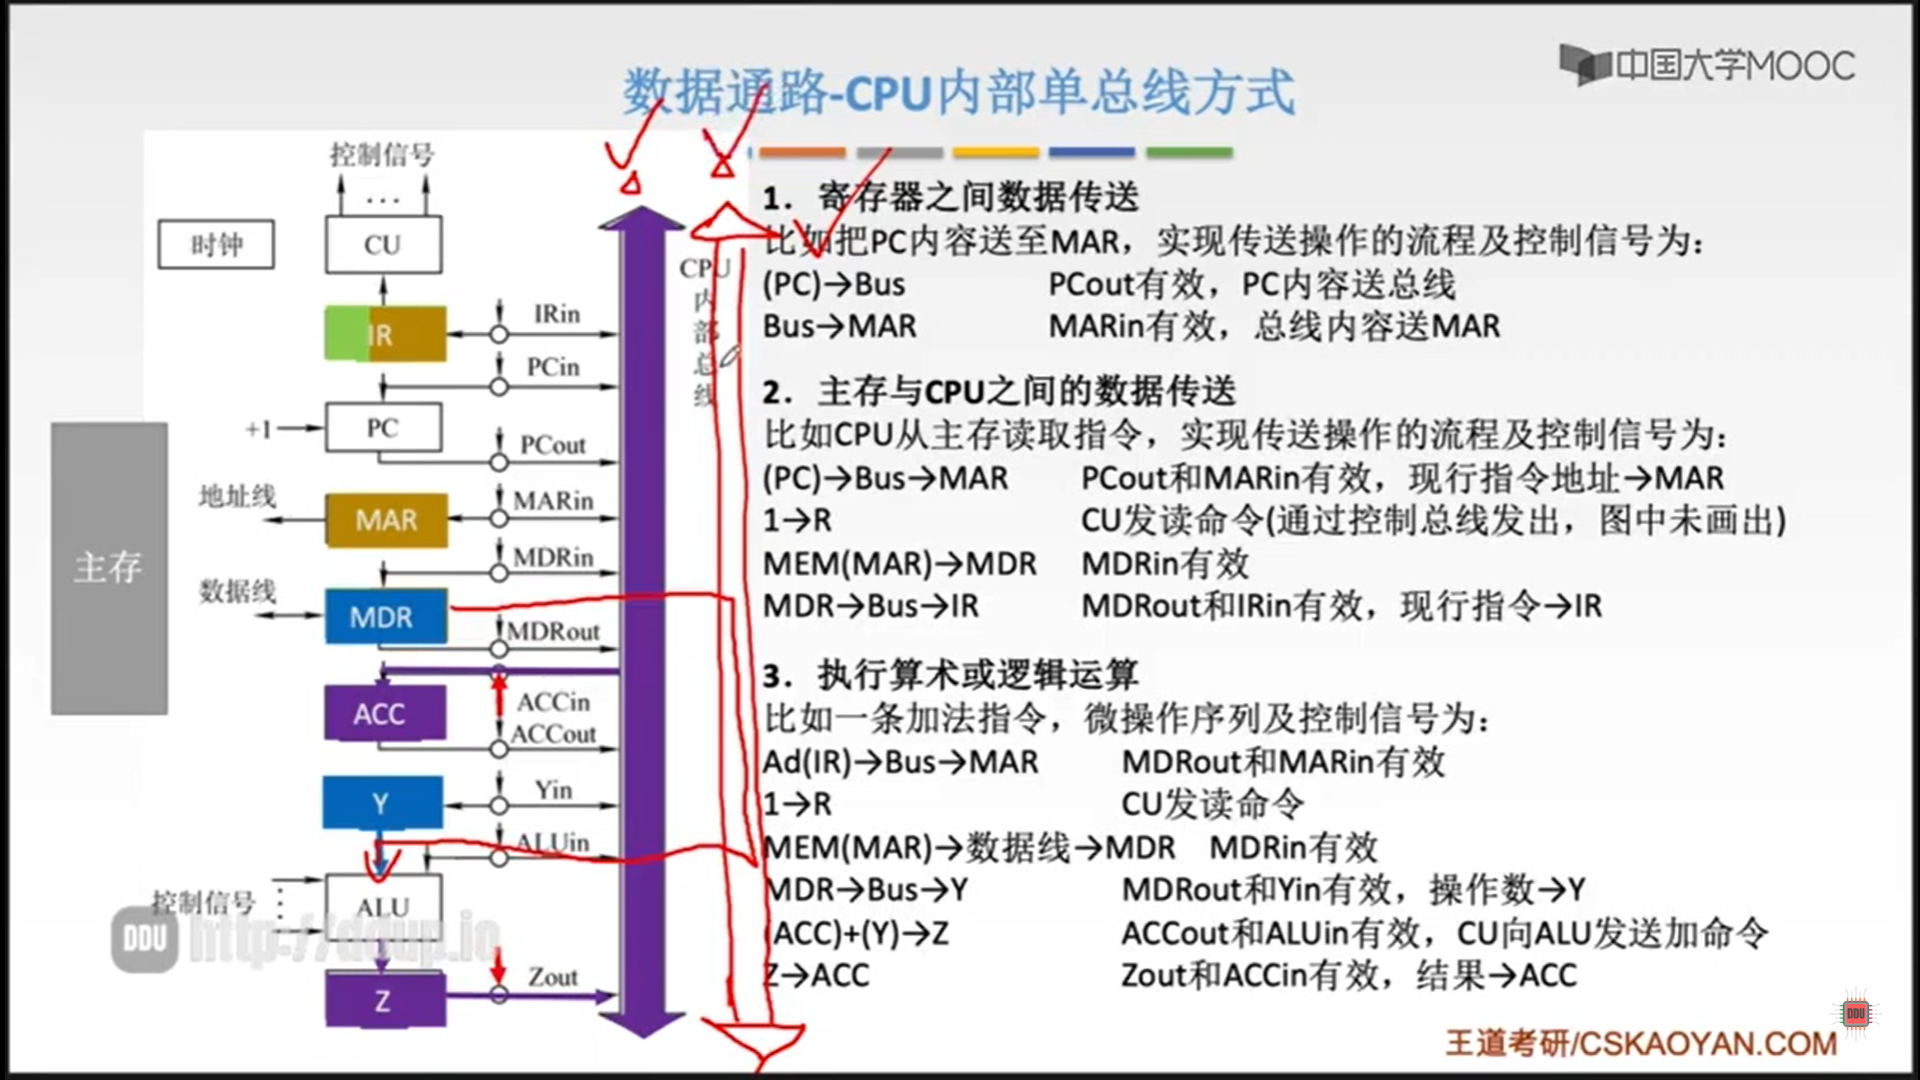 中国大学MOOC
数据通路-CPU内部单总线方式
控制信号
...
时钟
CU
IR
IRin
PCin
+1
PC
PCout
地址线
MAR
MARin
主存
MDRin
数据线
MDR
MDRout
ACC
ACCin
ACCout
Y
Yin
ALUin
控制信号
ALU
Z
Zout
CPU
内
部
总
线
1. 寄存器之间数据传送
比如把PC内容送至MAR，实现传送操作的流程及控制信号为：
(PC)→Bus PCout有效，PC内容送总线
Bus→MAR MARin有效，总线内容送MAR
2. 主存与CPU之间的数据传送
比如CPU从主存读取指令，实现传送操作的流程及控制信号为：
(PC)→Bus→MAR PCout和MARin有效，现行指令地址→MAR
1→R CU发读命令(通过控制总线发出，图中未画出)
MEM(MAR)→MDR MDRin有效
MDR→Bus→IR MDRout和IRin有效，现行指令→IR
3. 执行算术或逻辑运算
比如一条加法指令，微操作序列及控制信号为：
Ad(IR)→Bus→MAR MDRout和MARin有效
1→R CU发读命令
MEM(MAR)→数据线→MDR MDRin有效
MDR→Bus→Y MDRout和Yin有效，操作数→Y
(ACC)+(Y)→Z ACCout和ALUin有效，CU向ALU发送加命令
Z→ACC Zout和ACCin有效，结果→ACC
DDU http://ddup.io
DDU
王道考研/CSKAOYAN.COM